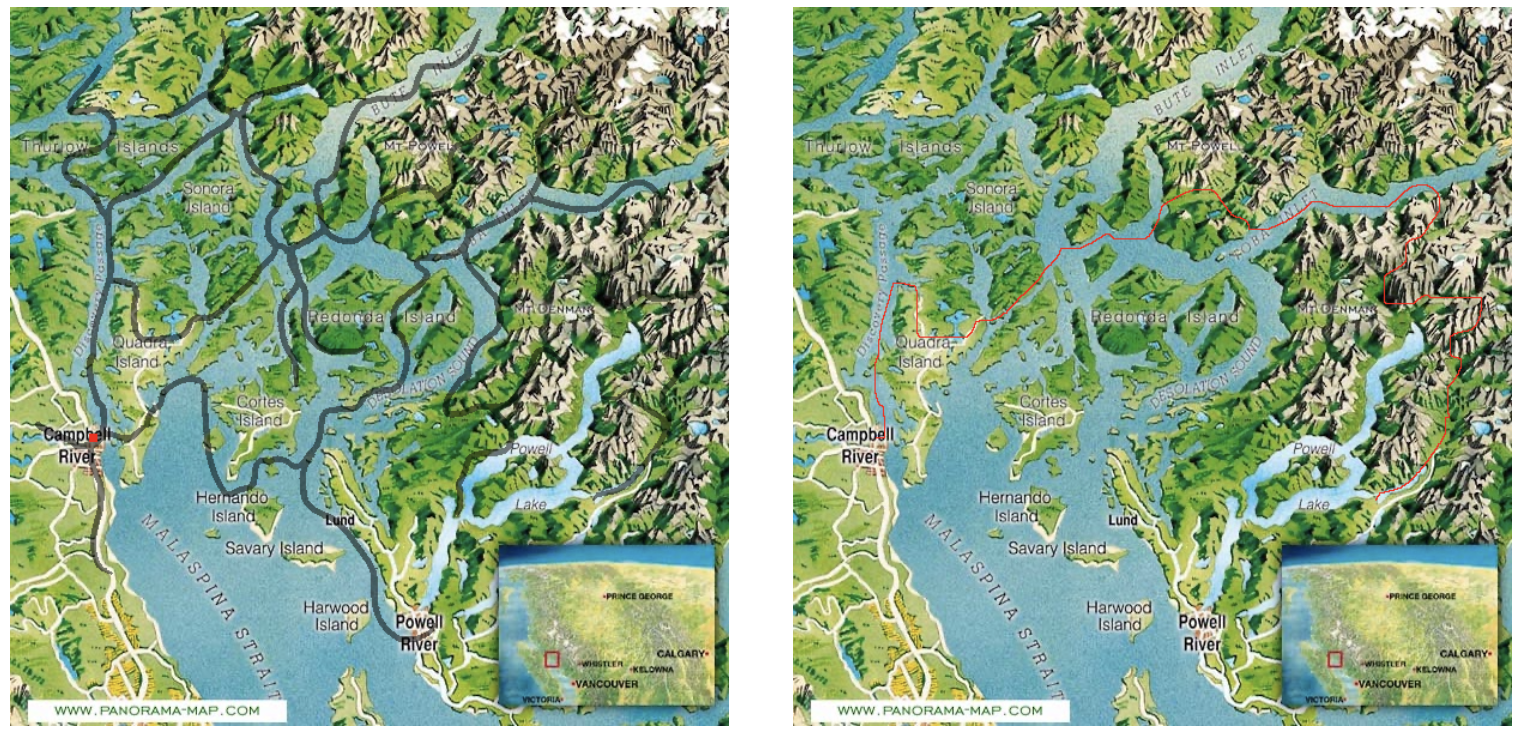 BUTE INLET
MT POWELL
Thurlow Islands
Sonora
Island
TOBA INLET
Discovery Passage
Redonda Island
MT DENMAN
Quadra
Island
DESOLATION SOUND
Cortes
Island
Campbell
River
Powell
Lake
Hernando
Island
Lund
Savary Island
MALASPINA STRAIT
Harwood
Island
Powell
River
PRINCE GEORGE
CALGARY
WHISTLER
KELOWNA
VANCOUVER
VICTORIA
WWW.PANORAMA-MAP.COM
BUTE INLET
MT POWELL
Thurlow Islands
Sonora
Island
TOBA INLET
Discovery Passage
Redonda Island
MT DENMAN
Quadra
Island
DESOLATION SOUND
Cortes
Island
Campbell
River
Powell
Lake
Hernando
Island
Lund
Savary Island
MALASPINA STRAIT
Harwood
Island
Powell
River
PRINCE GEORGE
CALGARY
WHISTLER
KELOWNA
VANCOUVER
VICTORIA
WWW.PANORAMA-MAP.COM